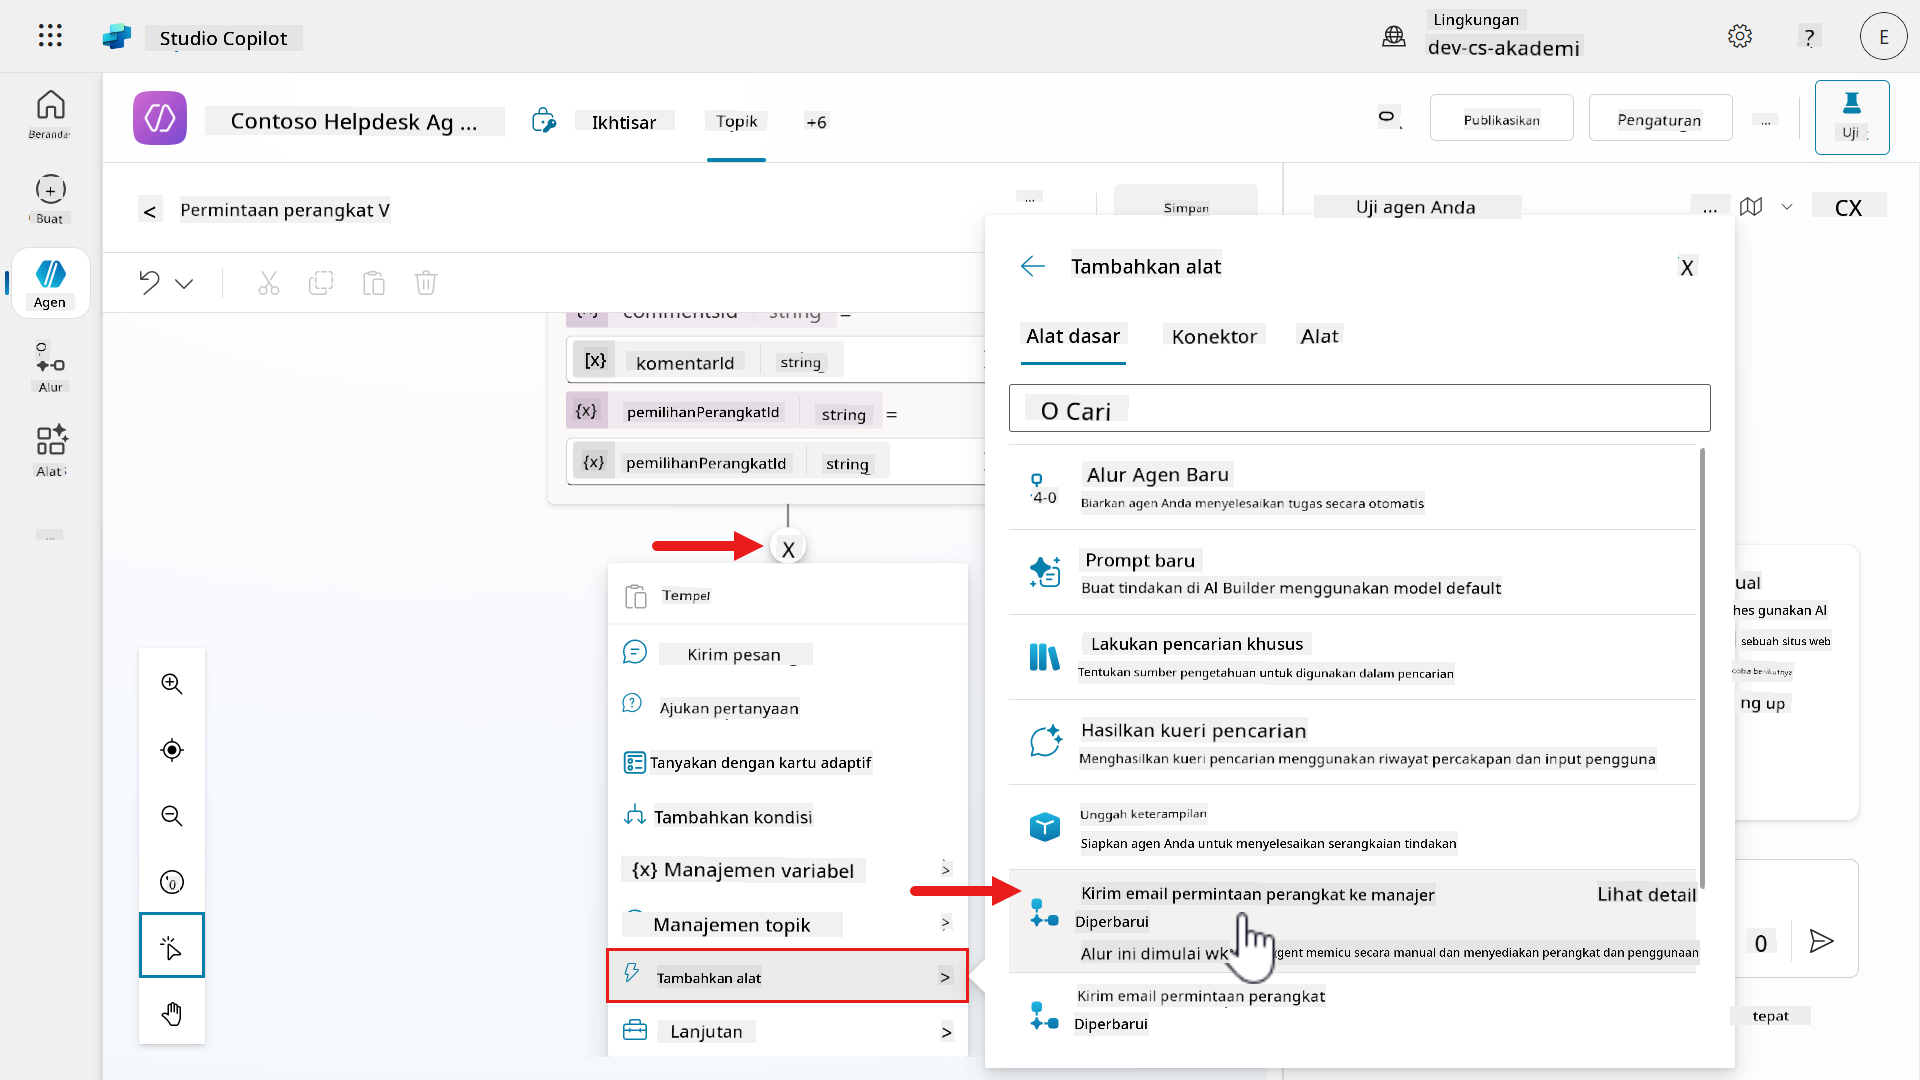 Studio Copilot
Lingkungan
dev-cs-akademi
?
E
Beranda
Buat
Agen
Alur
Alat
...
Contoso Helpdesk Ag ...
Ikhtisar
Topik
+6
Publikasikan
Pengaturan
...
Uji
<
Permintaan perangkat V
...
Simpan
Uji agen Anda
...
CX
commentsId string =
[x] komentarId string
{x} pemilihanPerangkatId string =
{x} pemilihanPerangkatId string
X
Tempel
Kirim pesan
Ajukan pertanyaan
Tanyakan dengan kartu adaptif
Tambahkan kondisi
{x} Manajemen variabel >
Manajemen topik >
Tambahkan alat >
Lanjutan >
Tambahkan alat
X
Alat dasar
Konektor
Alat
O Cari
Alur Agen Baru
4-0
Biarkan agen Anda menyelesaikan tugas secara otomatis
Prompt baru
Buat tindakan di AI Builder menggunakan model default
Lakukan pencarian khusus
Tentukan sumber pengetahuan untuk digunakan dalam pencarian
Hasilkan kueri pencarian
Menghasilkan kueri pencarian menggunakan riwayat percakapan dan input pengguna
Unggah keterampilan
Siapkan agen Anda untuk menyelesaikan serangkaian tindakan
Kirim email permintaan perangkat ke manajer
Lihat detail
Diperbarui
Alur ini dimulai gent memicu secara manual dan menyediakan perangkat dan penggunaan
Kirim email permintaan perangkat
Diperbarui
ual
hes gunakan AI
sebuah situs web
coba berikutnya
ng up
0
tepat